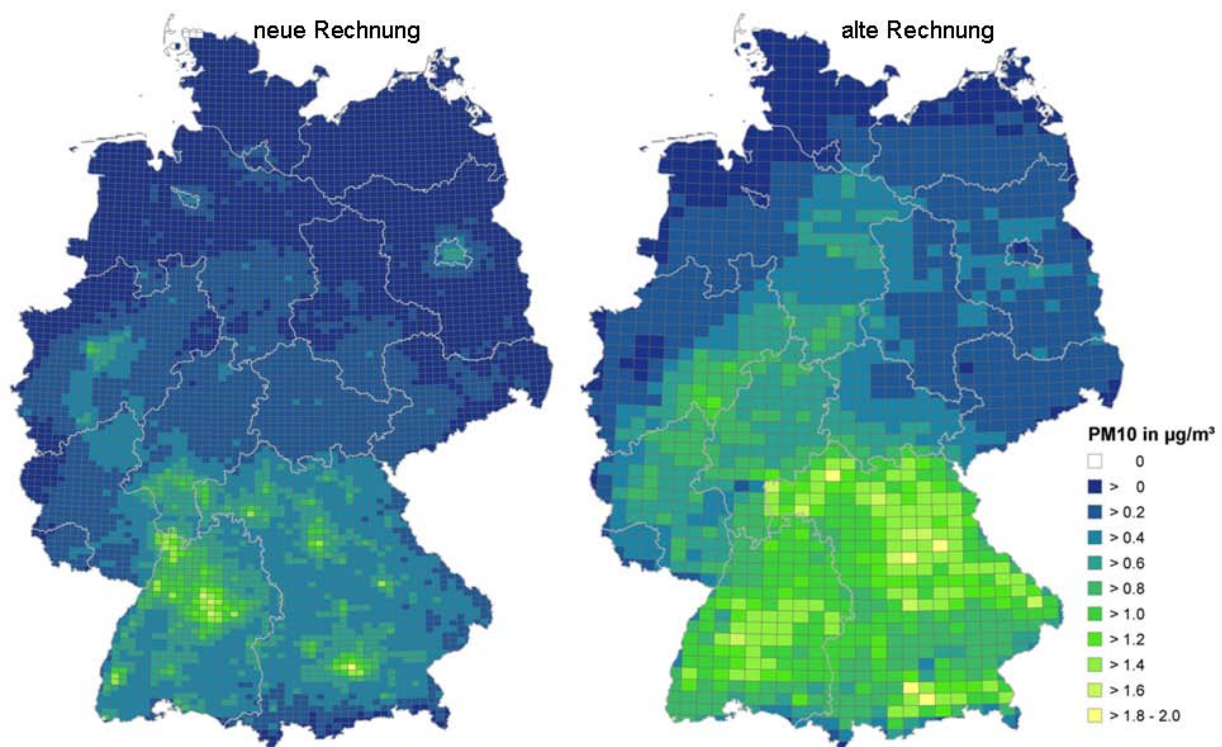 neue Rechnung
alte Rechnung
PM10 in µg/m³
0
> 0
> 0.2
> 0.4
> 0.6
> 0.8
> 1.0
> 1.2
> 1.4
> 1.6
> 1.8 - 2.0